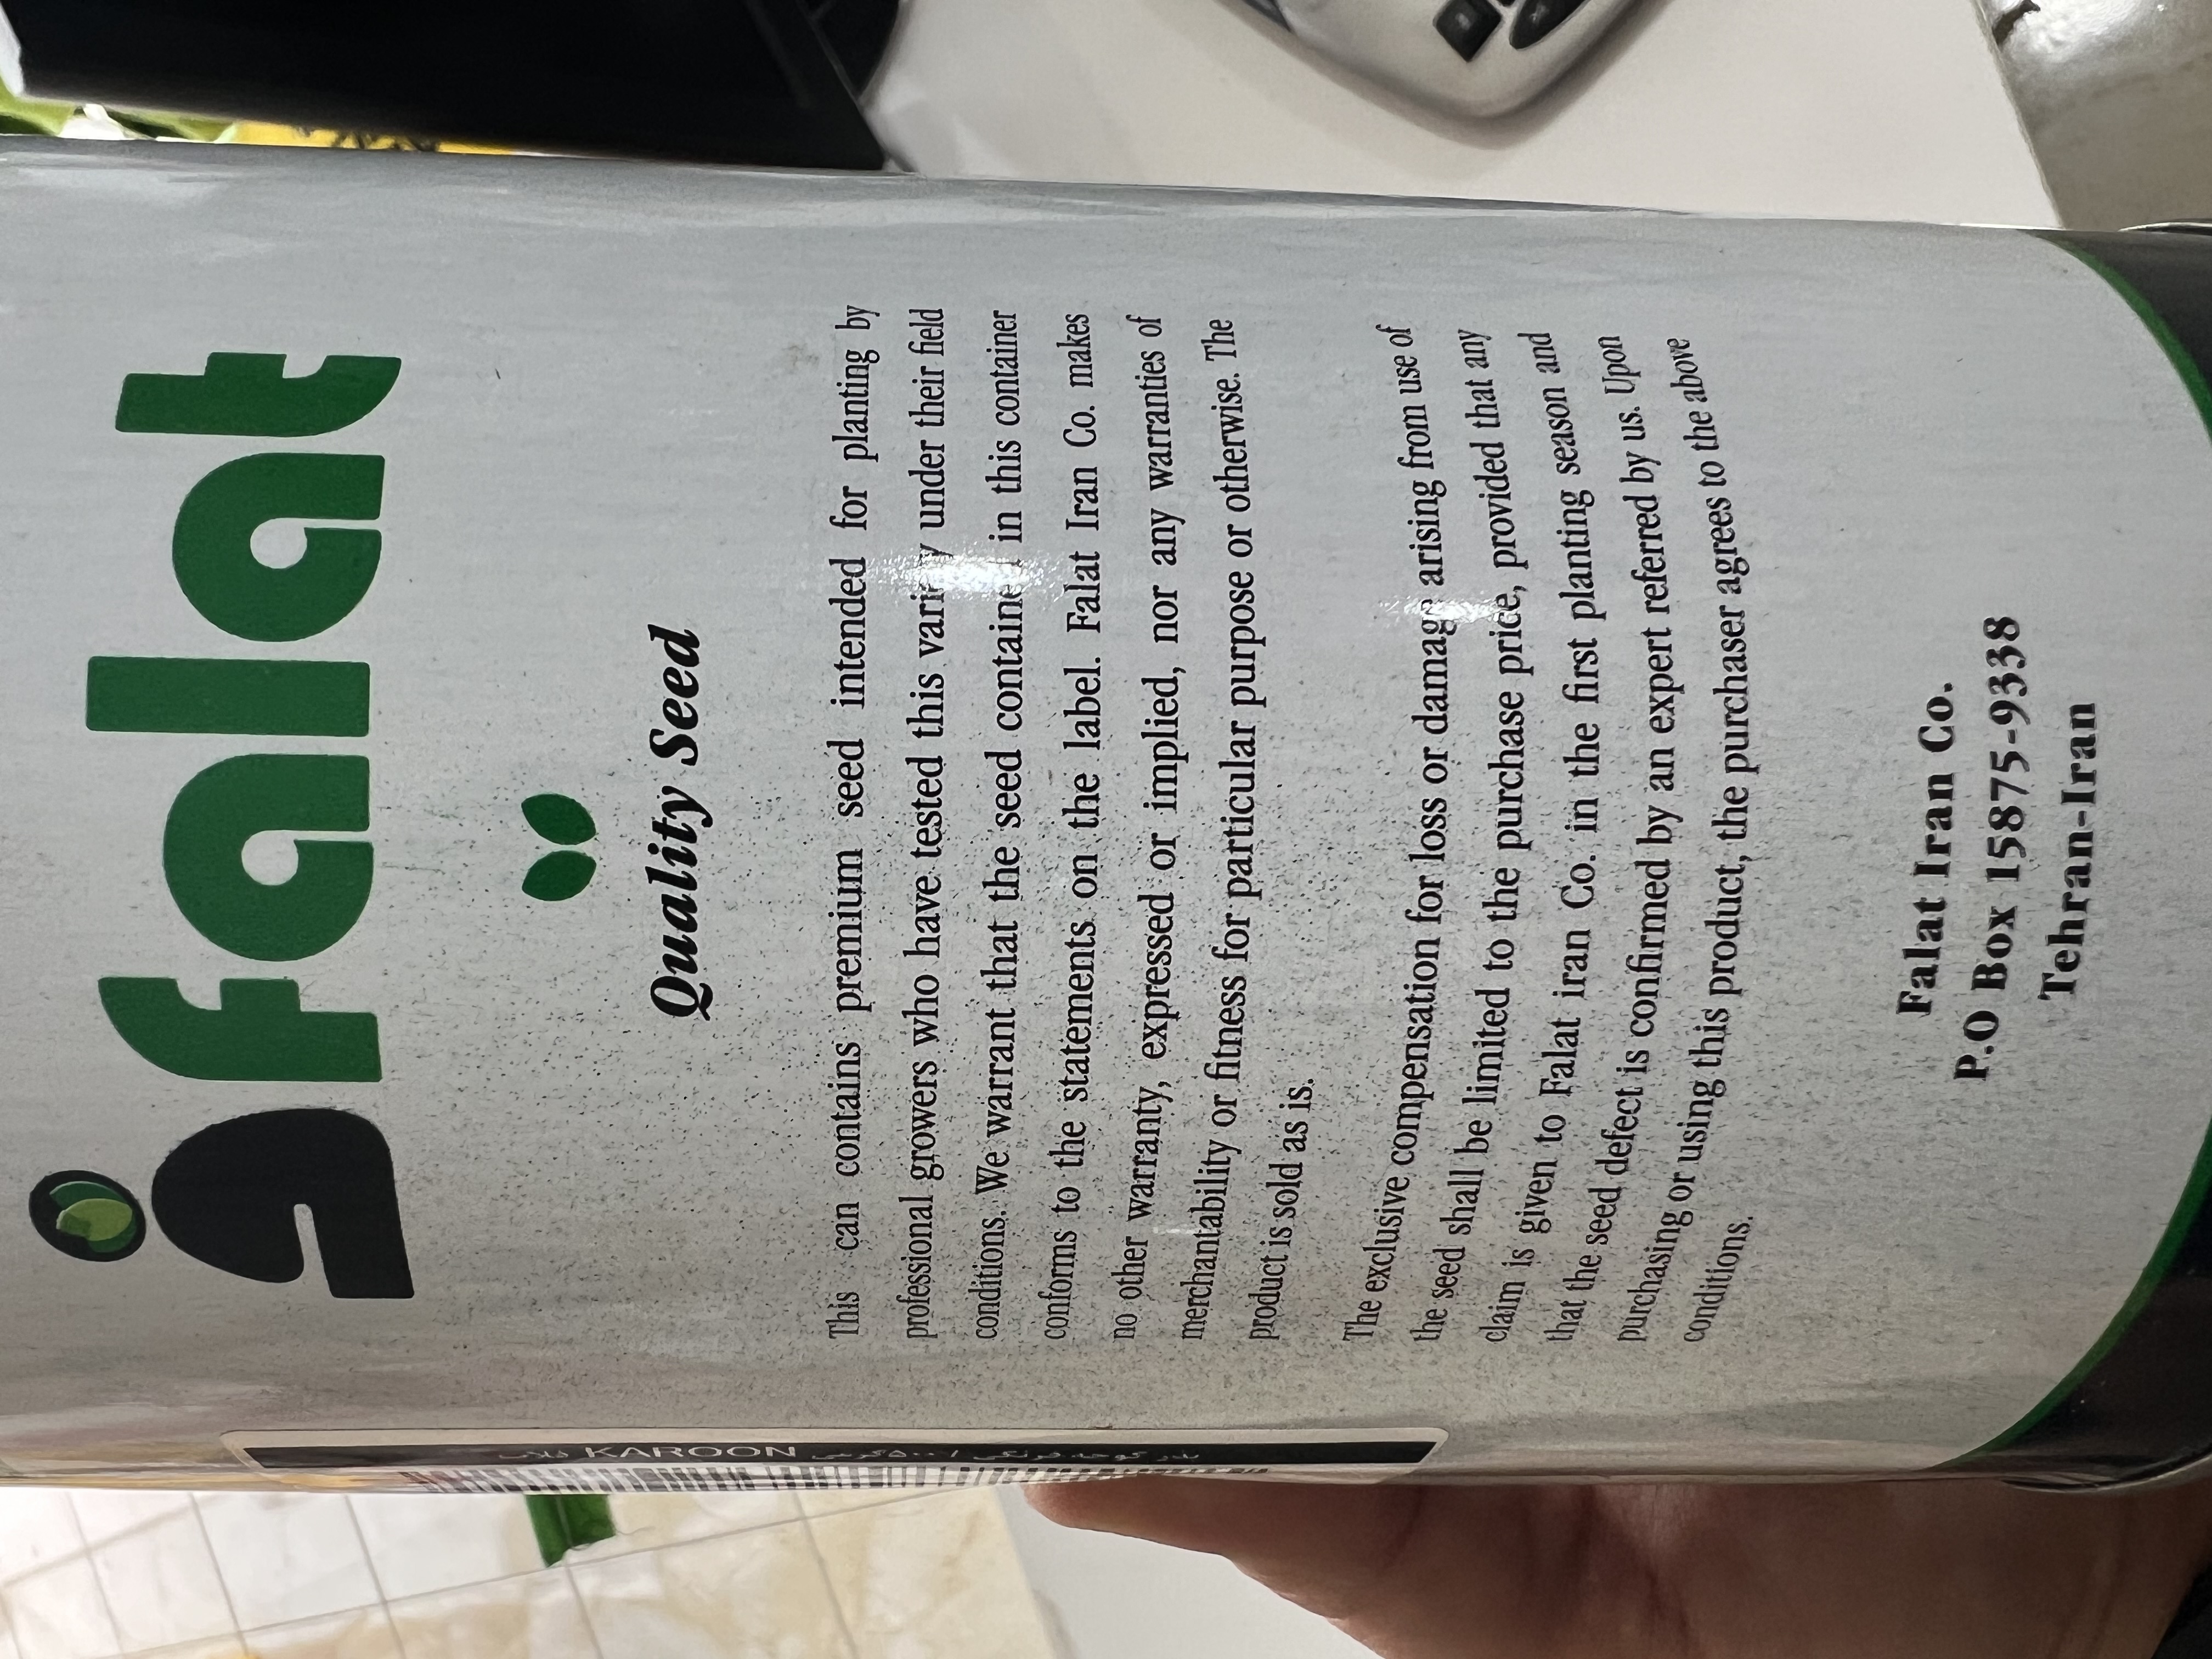 falat
Quality Seed
This can contains premium seed intended for planting by
professional growers who have tested this variety under their field
conditions. We warrant that the seed contained in this container
conforms to the statements on the label. Falat Iran Co. makes
no other warranty, expressed or implied, nor any warranties of
merchantability or fitness for particular purpose or otherwise. The
product is sold as is.
The exclusive compensation for loss or damage arising from use of
the seed shall be limited to the purchase price, provided that any
claim is given to Falat iran Co. in the first planting season and
that the seed defect is confirmed by an expert referred by us. Upon
purchasing or using this product, the purchaser agrees to the above
conditions.
Falat Iran Co.
P.O Box 15875-9338
Tehran-Iran
بذر گوجه فرنگی KAROON فلات